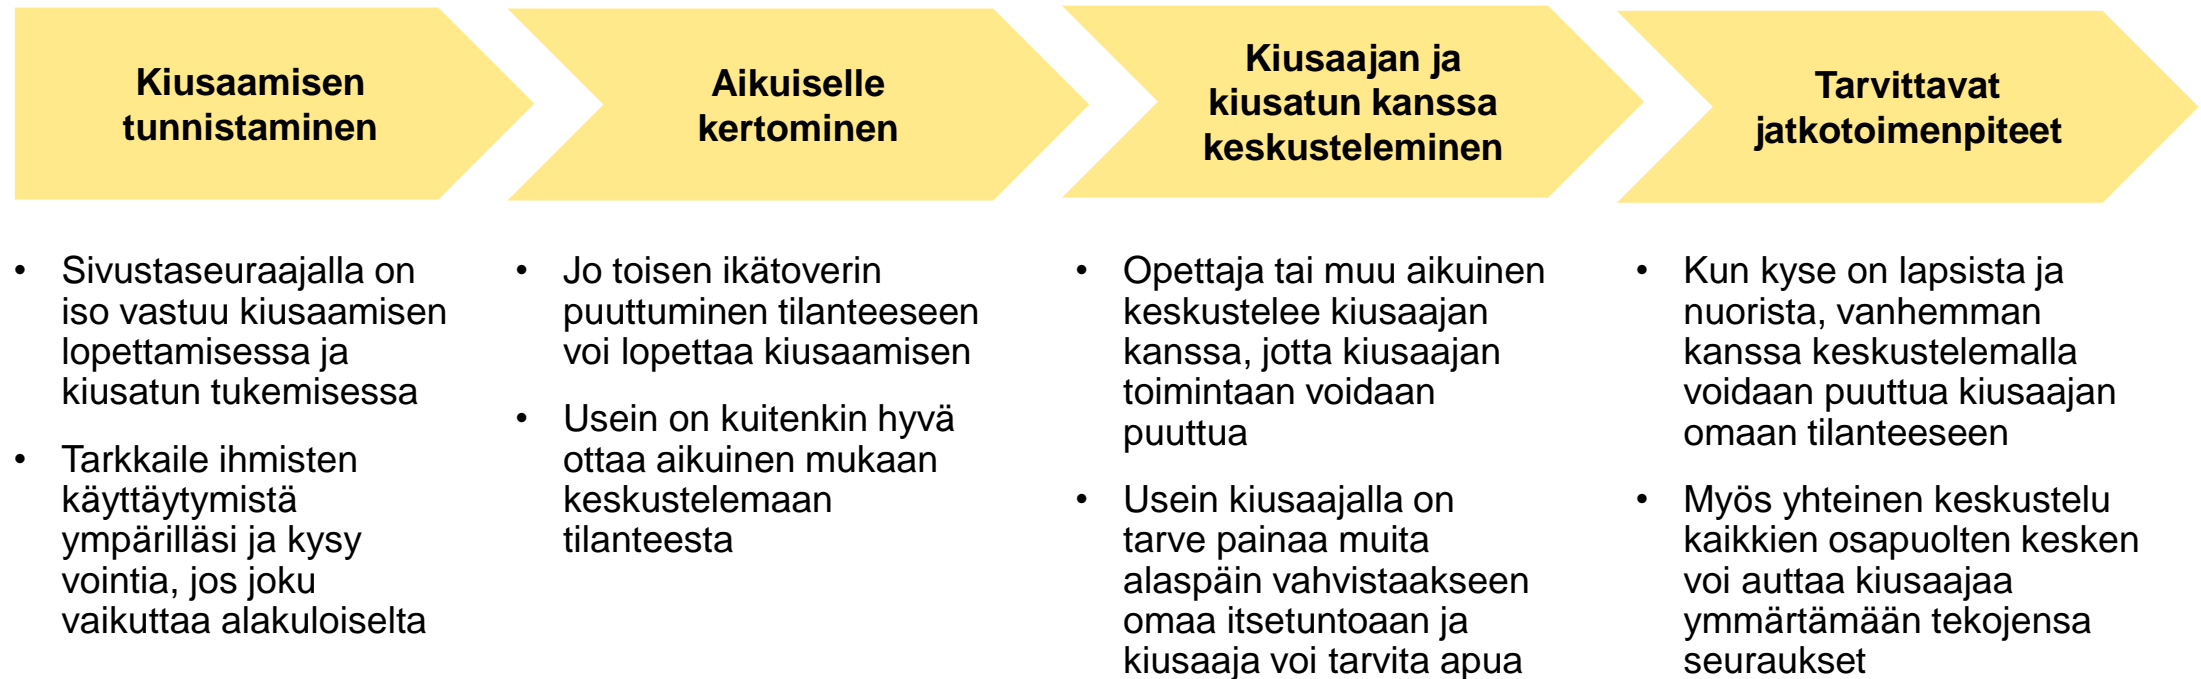 Kiusaamisen
tunnistaminen
Aikuiselle
kertominen
Kiusaajan ja
kiusatun kanssa
keskusteleminen
Tarvittavat
jatkotoimenpiteet
• Sivustaseuraajalla on
iso vastuu kiusaamisen
lopettamisessa ja
kiusatun tukemisessa
• Tarkkaile ihmisten
käyttäytymistä
ympärilläsi ja kysy
vointia, jos joku
vaikuttaa alakuloiselta
• Jo toisen ikätoverin
puuttuminen tilanteeseen
voi lopettaa kiusaamisen
• Usein on kuitenkin hyvä
ottaa aikuinen mukaan
keskustelemaan
tilanteesta
• Opettaja tai muu aikuinen
keskustelee kiusaajan
kanssa, jotta kiusaajan
toimintaan voidaan
puuttua
• Usein kiusaajalla on
tarve painaa muita
alaspäin vahvistaakseen
omaa itsetuntoaan ja
kiusaaja voi tarvita apua
• Kun kyse on lapsista ja
nuorista, vanhemman
kanssa keskustelemalla
voidaan puuttua kiusaajan
omaan tilanteeseen
• Myös yhteinen keskustelu
kaikkien osapuolten kesken
voi auttaa kiusaajaa
ymmärtämään tekojensa
seuraukset